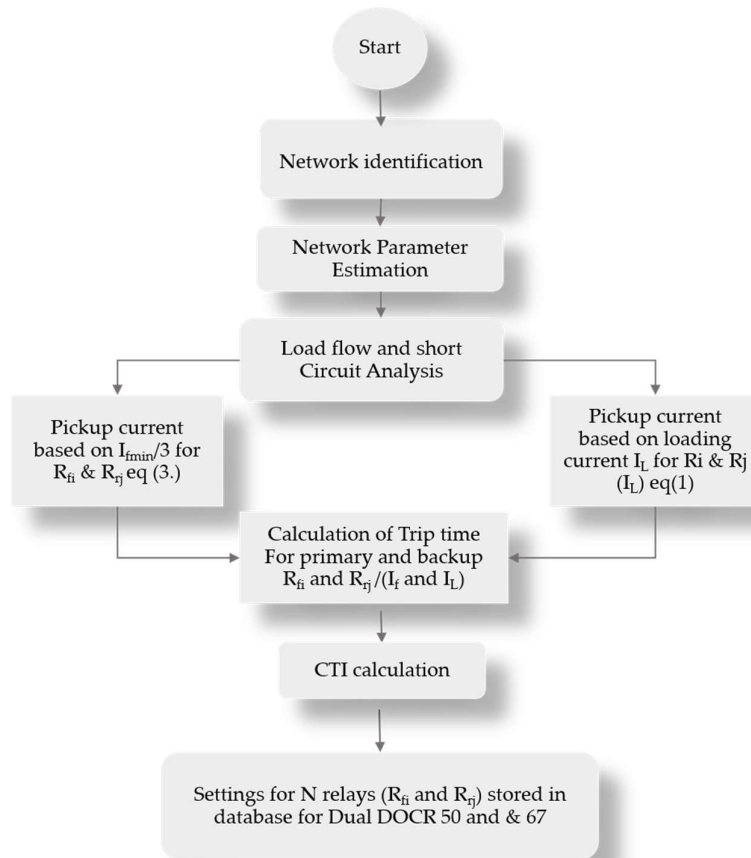 Start
Network identification
Network Parameter
Estimation
Load flow and short
Circuit Analysis
Pickup current
based on I_fmin/3 for
R_fi & R_rj eq (3.)
Pickup current
based on loading
current I_L for Ri & Rj
(I_L) eq(1)
Calculation of Trip time
For primary and backup
R_fi and R_rj /(I_f and I_L)
CTI calculation
Settings for N relays (R_fi and R_rj) stored in
database for Dual DOCR 50 and & 67